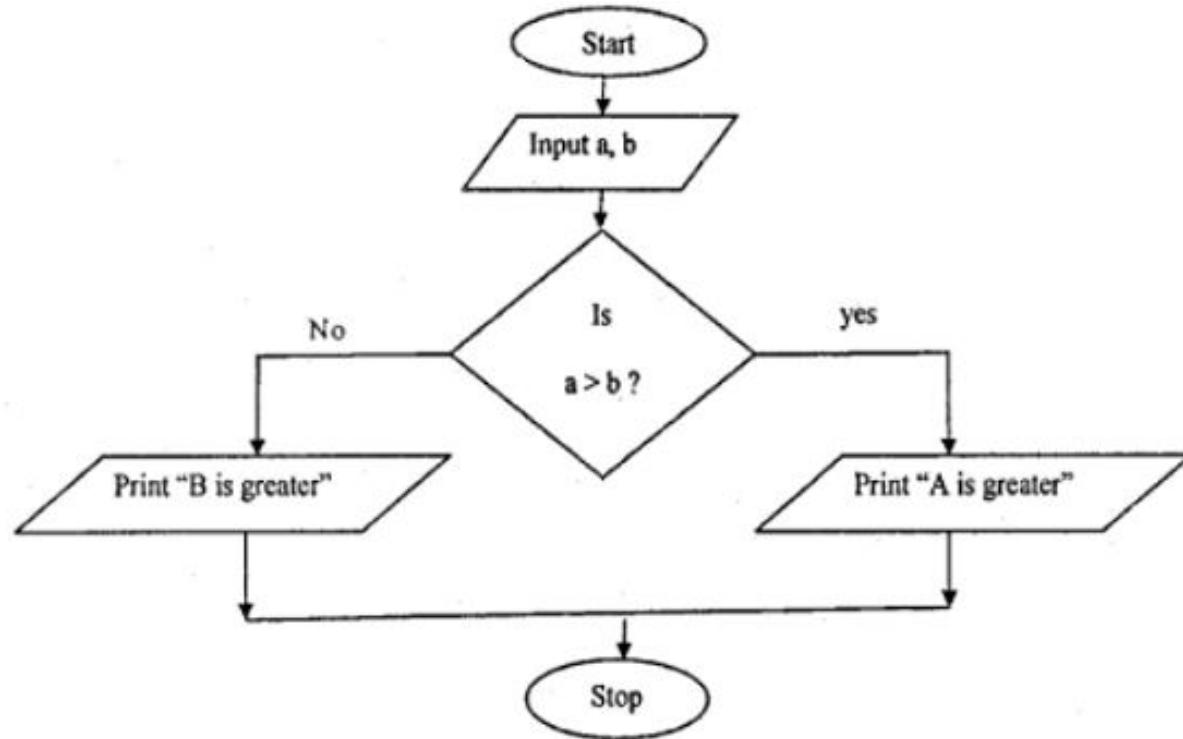 Start
Input a, b
Is
a > b ?
No
yes
Print “B is greater”
Print “A is greater”
Stop